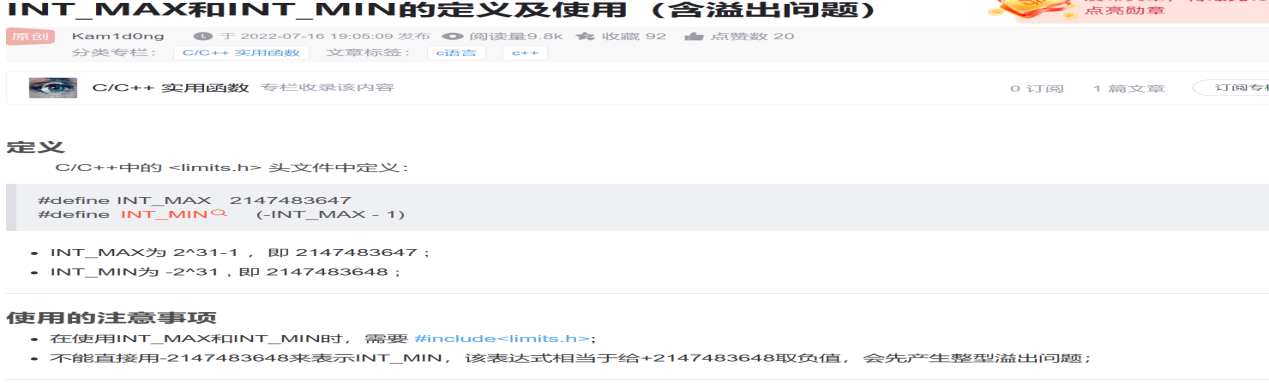 INT_MAX和INT_MIN的定义及使用（含溢出问题）
点亮勋章
原创 Kam1d0ng 于 2022-07-16 19:05:09 发布 阅读量9.8k 收藏 92 点赞数 20
分类专栏： C/C++ 实用函数 文章标签： c语言 c++
C/C++ 实用函数 专栏收录该内容 0 订阅 1 篇文章 订阅专栏
定义
C/C++中的 <limits.h> 头文件中定义：
#define INT_MAX 2147483647
#define INT_MIN (-INT_MAX - 1)
• INT_MAX为 2^31-1 ， 即 2147483647 ;
• INT_MIN为 -2^31 , 即 2147483648 ;
使用的注意事项
• 在使用INT_MAX和INT_MIN时，需要 #include<limits.h>;
• 不能直接用-2147483648来表示INT_MIN，该表达式相当于给+2147483648取负值，会先产生整型溢出问题;